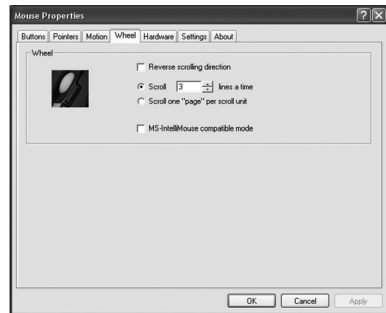 Mouse Properties
Buttons Pointers Motion Wheel Hardware Settings About
Wheel
Reverse scrolling direction
Scroll 3 lines a time
Scroll one "page" per scroll unit
MS-IntelliMouse compatible mode
OK Cancel Apply